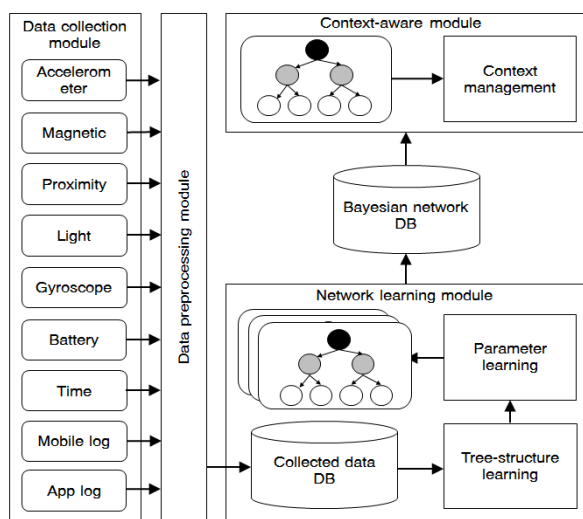 Data collection
module
Accelerom
eter
Magnetic
Proximity
Light
Gyroscope
Battery
Time
Mobile log
App log
Data preprocessing module
Context-aware module
Context
management
Bayesian network
DB
Network learning module
Parameter
learning
Collected data
DB
Tree-structure
learning